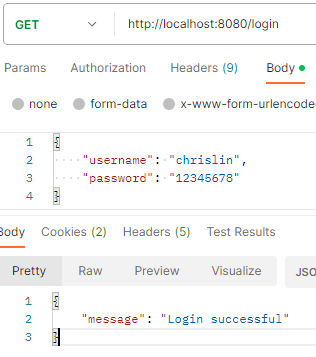 GET http://localhost:8080/login
Params Authorization Headers (9) Body
none form-data x-www-form-urlencode
1 {
2 "username": "chrislin",
3 "password": "12345678"
4 }
Body Cookies (2) Headers (5) Test Results
Pretty Raw Preview Visualize JSO
1 {
2 "message": "Login successful"
3 }